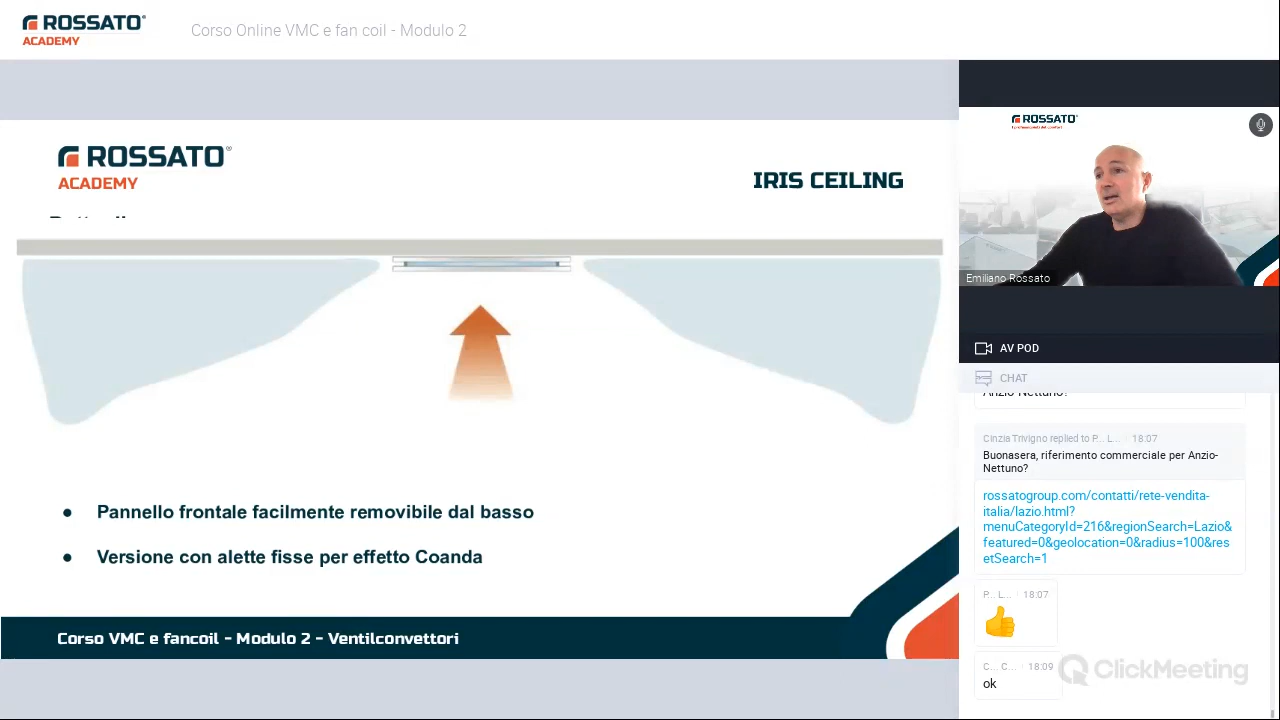 ROSSATO®
ACADEMY
Corso Online VMC e fan coil - Modulo 2
ROSSATO®
ACADEMY
IRIS CEILING
● Pannello frontale facilmente removibile dal basso
● Versione con alette fisse per effetto Coanda
Corso VMC e fancoil - Modulo 2 - Ventilconvettori
ROSSATO
Emiliano Rossato
AV POD
CHAT
Anzio-Nettuno?
Cinzia Trivigno replied to P... L... 18:07
Buonasera, riferimento commerciale per Anzio-
Nettuno?
rossatogroup.com/contatti/rete-vendita-
italia/lazio.html?
menuCategoryId=216&regionSearch=Lazio&
featured=0&geolocation=0&radius=100&res
etSearch=1
P... L... 18:07
C... C... 18:09
ok
ClickMeeting